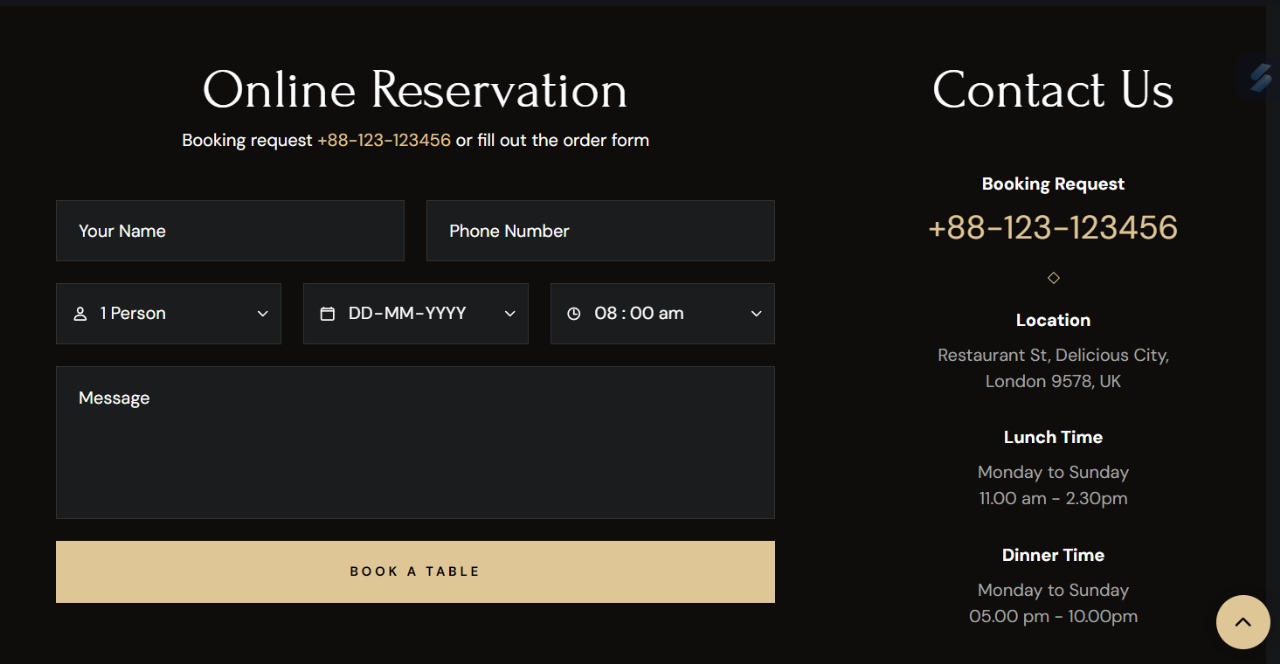 Online Reservation
Booking request +88-123-123456 or fill out the order form
Your Name
Phone Number
1 Person
DD-MM-YYYY
08 : 00 am
Message
BOOK A TABLE
Contact Us
Booking Request
+88-123-123456
Location
Restaurant St, Delicious City,
London 9578, UK
Lunch Time
Monday to Sunday
11.00 am - 2.30pm
Dinner Time
Monday to Sunday
05.00 pm - 10.00pm